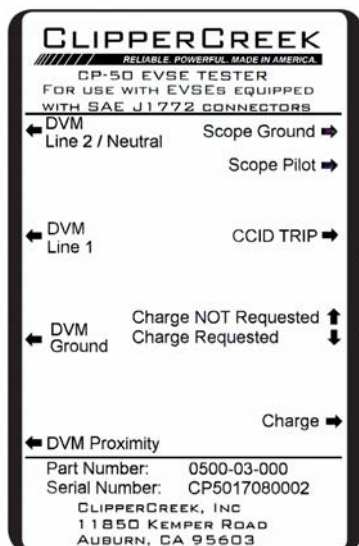 CLIPPERCREEK
RELIABLE. POWERFUL. MADE IN AMERICA.
CP-50 EVSE TESTER
FOR USE WITH EVSES EQUIPPED
WITH SAE J1772 CONNECTORS
DVM
Line 2 / Neutral
Scope Ground
Scope Pilot
DVM
Line 1
CCID TRIP
Charge NOT Requested
Charge Requested
DVM
Ground
Charge
DVM Proximity
Part Number: 0500-03-000
Serial Number: CP5017080002
CLIPPERCREEK, INC
11850 KEMPER ROAD
AUBURN, CA 95603